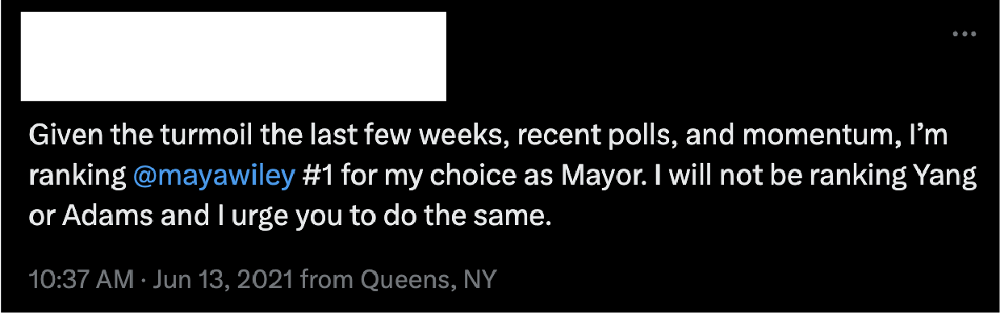 Given the turmoil the last few weeks, recent polls, and momentum, I’m
ranking @mayawiley #1 for my choice as Mayor. I will not be ranking Yang
or Adams and I urge you to do the same.
10:37 AM · Jun 13, 2021 from Queens, NY